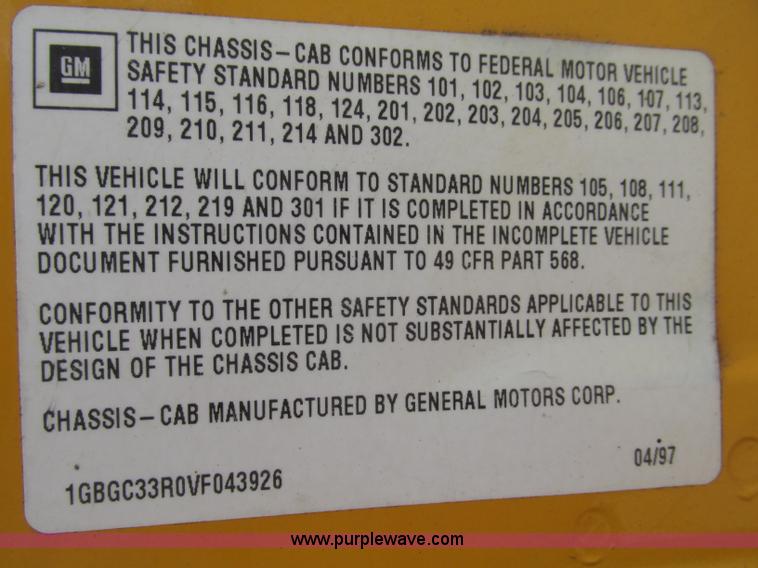 GM
THIS CHASSIS-CAB CONFORMS TO FEDERAL MOTOR VEHICLE
SAFETY STANDARD NUMBERS 101, 102, 103, 104, 106, 107, 113,
114, 115, 116, 118, 124, 201, 202, 203, 204, 205, 206, 207, 208,
209, 210, 211, 214 AND 302.
THIS VEHICLE WILL CONFORM TO STANDARD NUMBERS 105, 108, 111,
120, 121, 212, 219 AND 301 IF IT IS COMPLETED IN ACCORDANCE
WITH THE INSTRUCTIONS CONTAINED IN THE INCOMPLETE VEHICLE
DOCUMENT FURNISHED PURSUANT TO 49 CFR PART 568.
CONFORMITY TO THE OTHER SAFETY STANDARDS APPLICABLE TO THIS
VEHICLE WHEN COMPLETED IS NOT SUBSTANTIALLY AFFECTED BY THE
DESIGN OF THE CHASSIS CAB.
CHASSIS-CAB MANUFACTURED BY GENERAL MOTORS CORP.
04/97
1GBGC33R0VF043926
www.purplewave.com